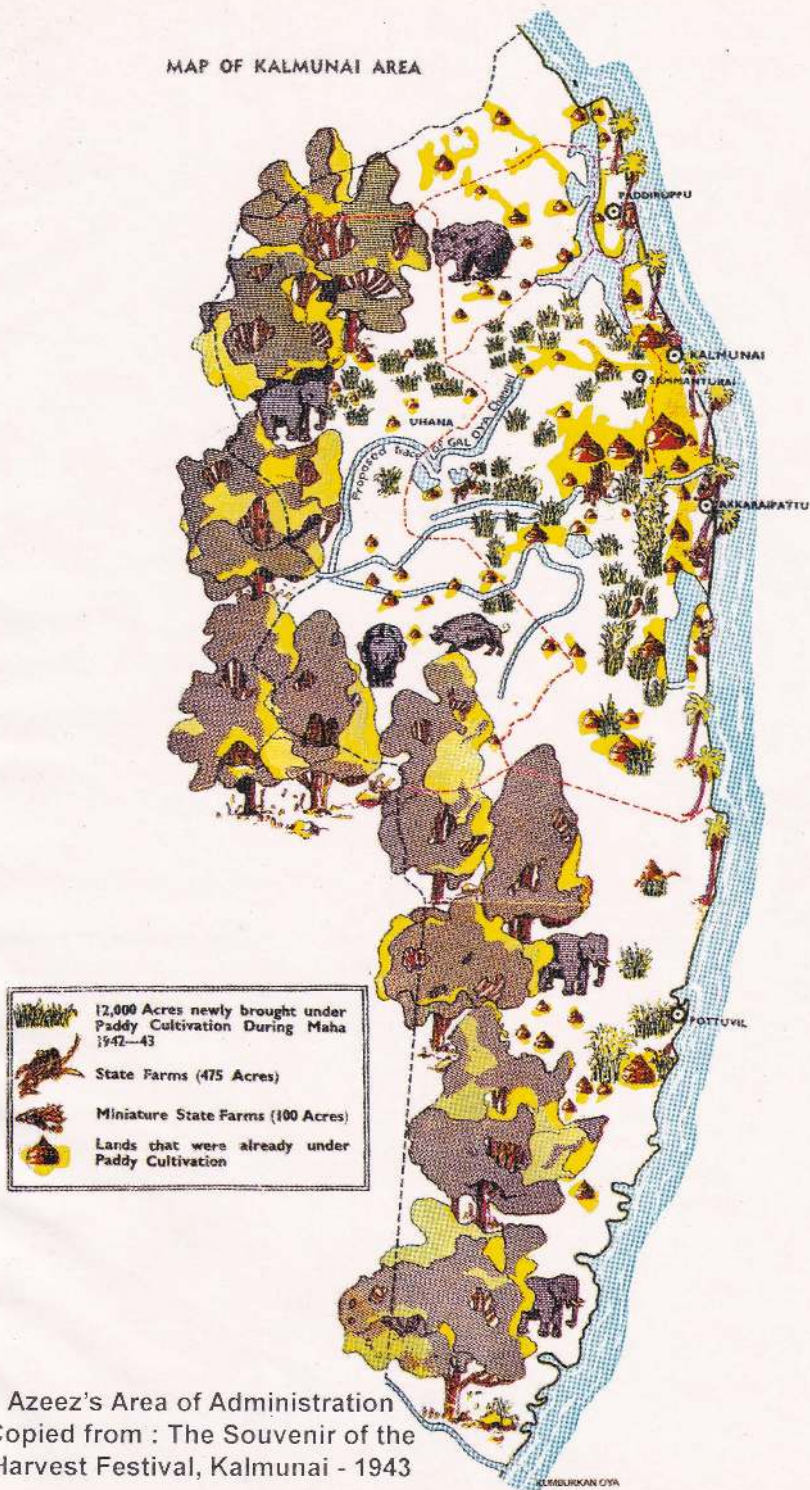 MAP OF KALMUNAI AREA
PADDIRUPPU
KALMUNAI
SAMMANTURAI
UHANA
Proposed Trace of GAL OYA Channel
AKKARAIPATTU
POTTUVIL
12,000 Acres newly brought under
Paddy Cultivation During Maha
1942—43
State Farms (475 Acres)
Miniature State Farms (100 Acres)
Lands that were already under
Paddy Cultivation
Azeez's Area of Administration
Copied from : The Souvenir of the
Harvest Festival, Kalmunai - 1943
KUMBURKAN OYA